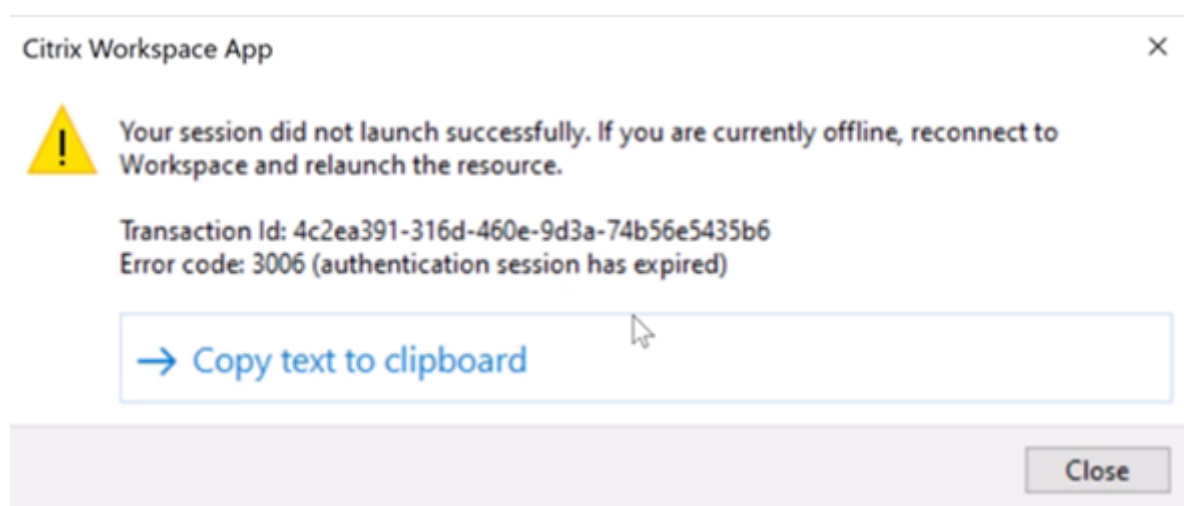 Citrix Workspace App
Your session did not launch successfully. If you are currently offline, reconnect to
Workspace and relaunch the resource.
Transaction Id: 4c2ea391-316d-460e-9d3a-74b56e5435b6
Error code: 3006 (authentication session has expired)
Copy text to clipboard
Close